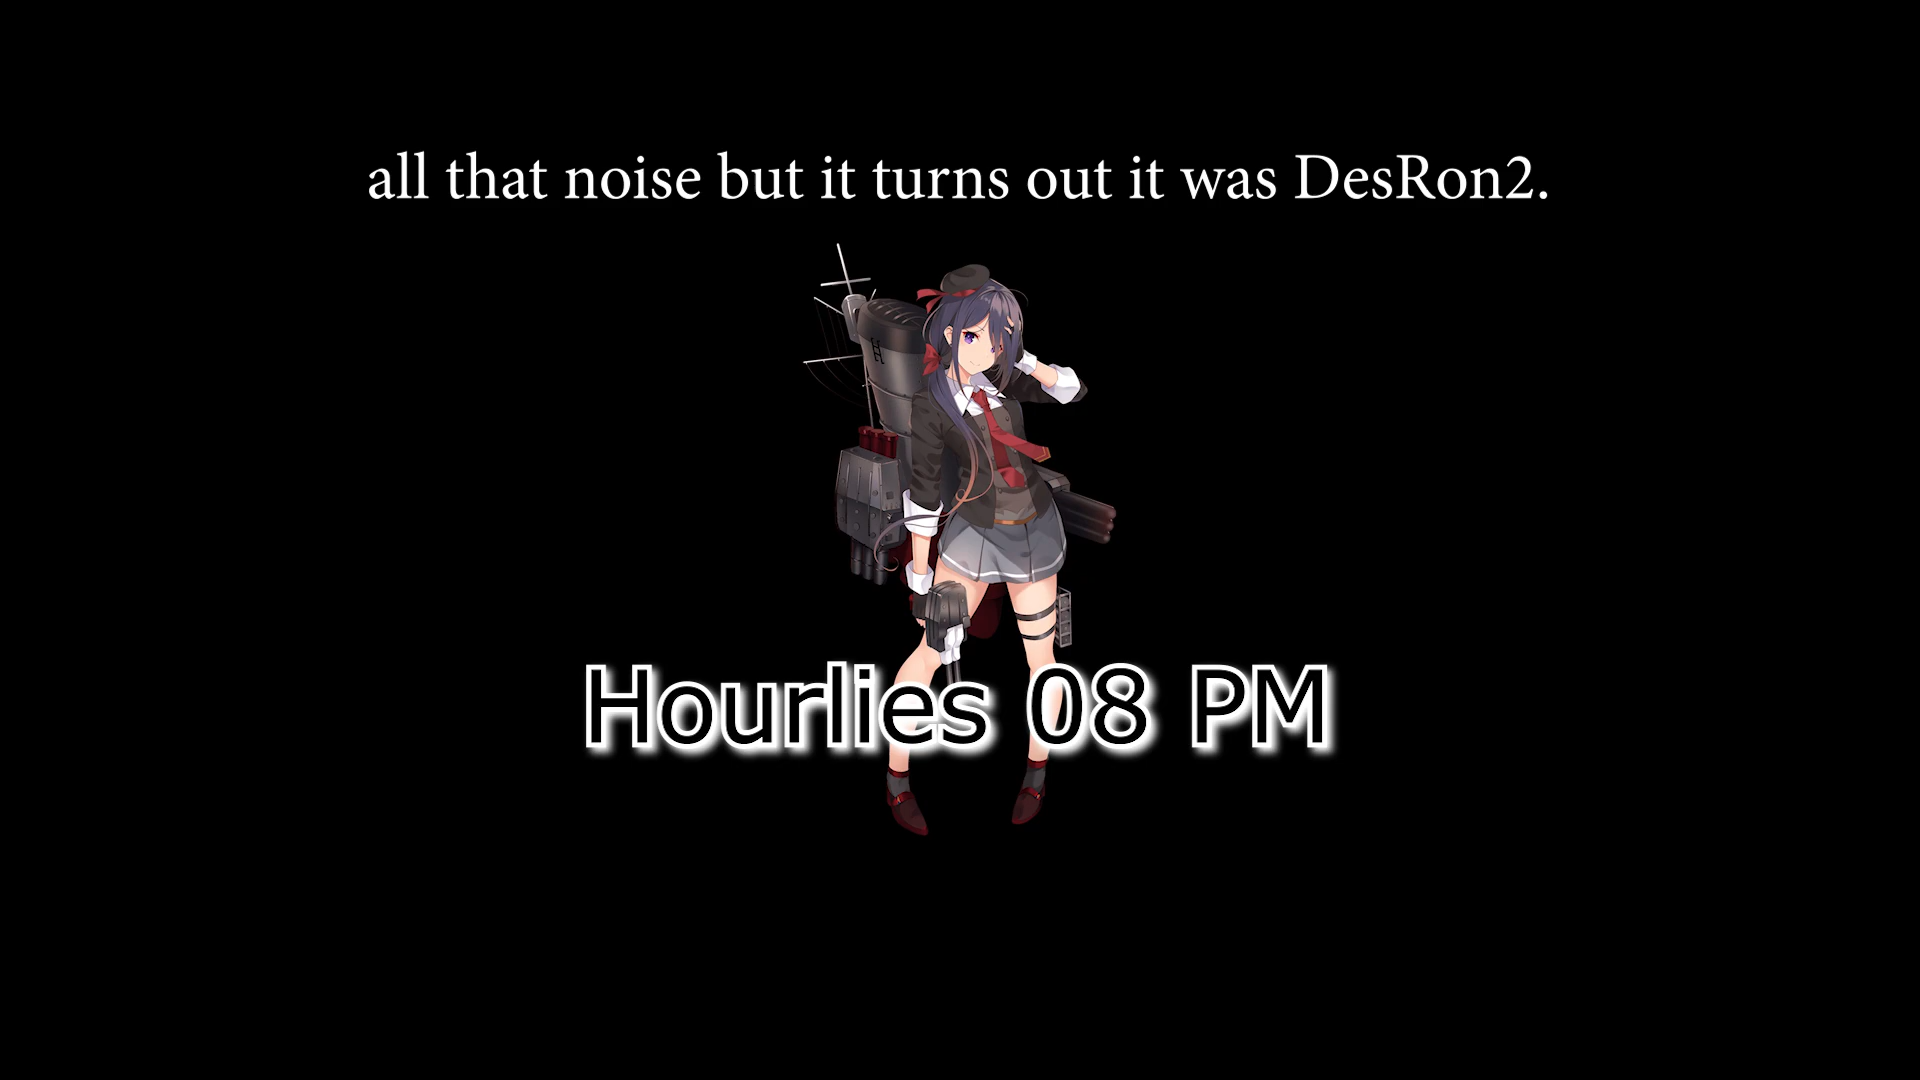 all that noise but it turns out it was DesRon2.
Hourlies 08 PM